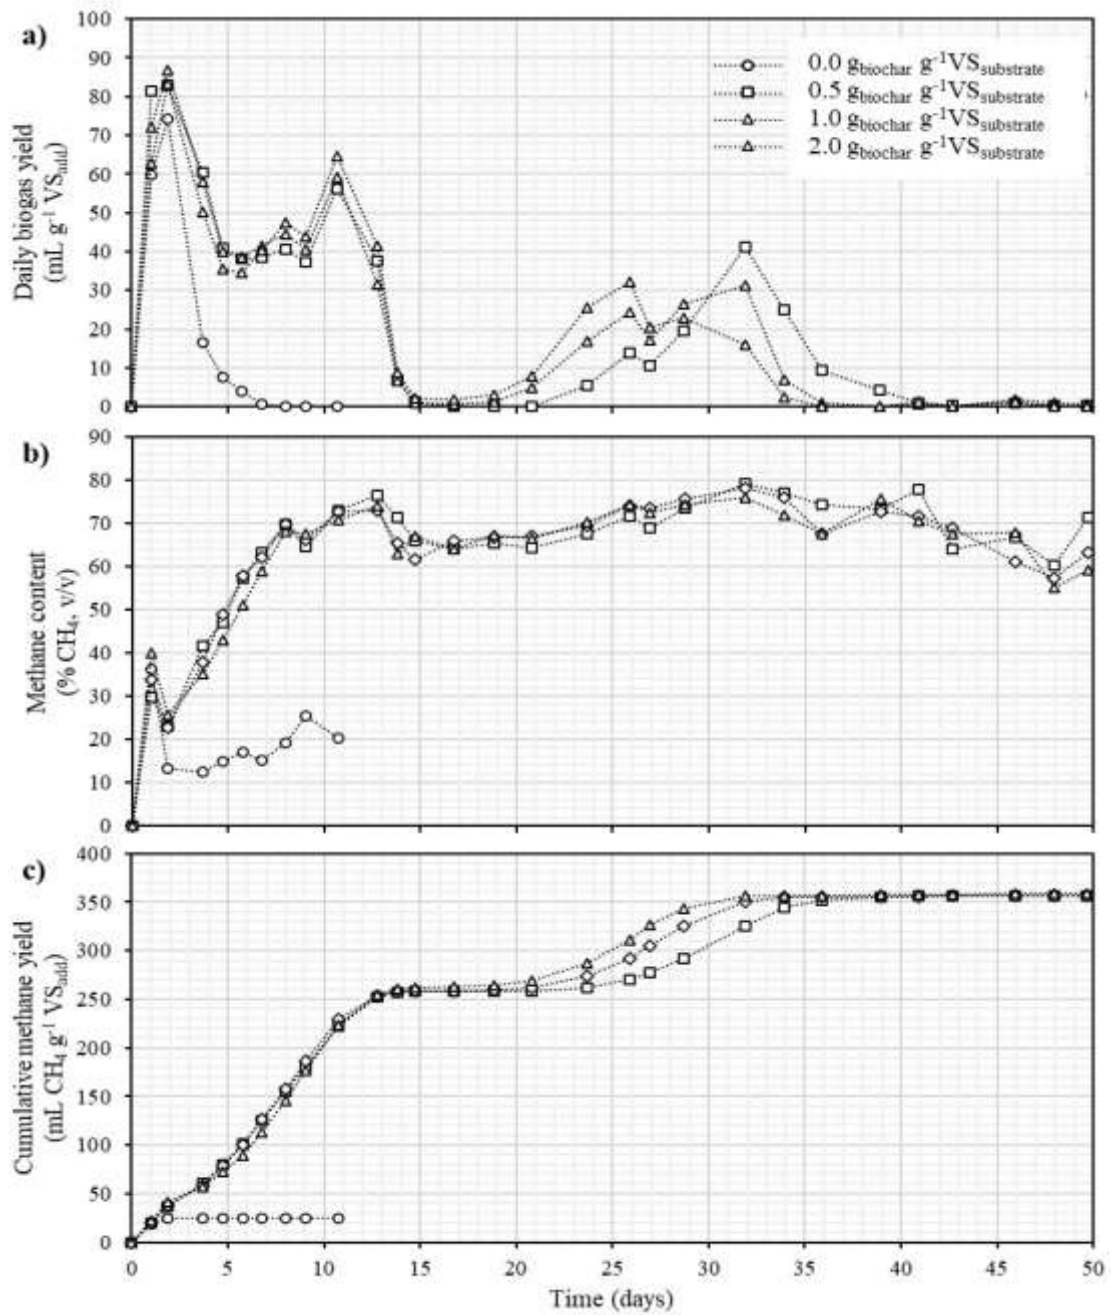 a)
Daily biogas yield
(mL g⁻¹ VSadd)
100
90
80
70
60
50
40
30
20
10
0
0.0 gbiochar g⁻¹VSsubstrate
0.5 gbiochar g⁻¹VSsubstrate
1.0 gbiochar g⁻¹VSsubstrate
2.0 gbiochar g⁻¹VSsubstrate
b)
Methane content
(% CH₄, v/v)
90
80
70
60
50
40
30
20
10
0
c)
Cumulative methane yield
(mL CH₄ g⁻¹ VSadd)
400
350
300
250
200
150
100
50
0
0 5 10 15 20 25 30 35 40 45 50
Time (days)